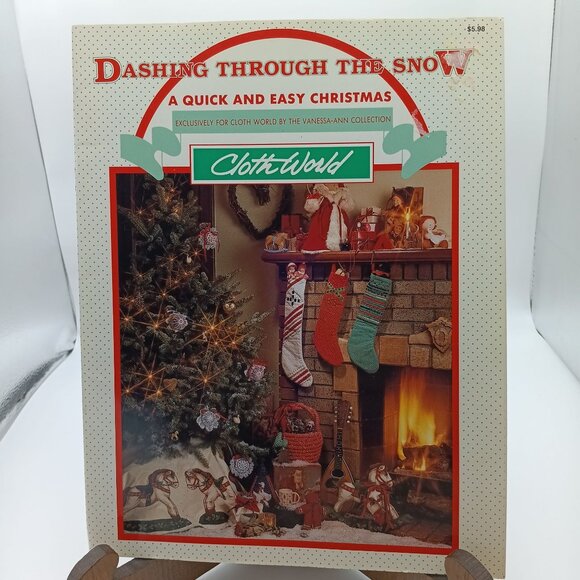 $5.98
DASHING THROUGH THE SNOW
A QUICK AND EASY CHRISTMAS
EXCLUSIVELY FOR CLOTH WORLD BY THE VANESSA-ANN COLLECTION
Cloth World